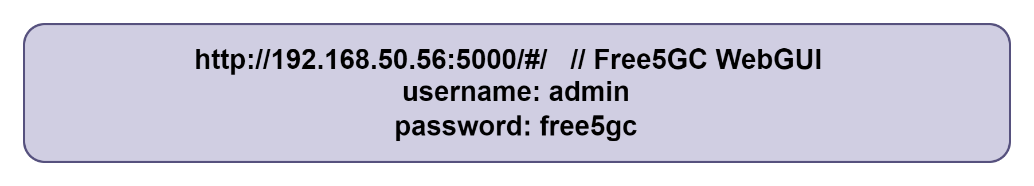 http://192.168.50.56:5000/#/   // Free5GC WebGUI
username: admin
password: free5gc